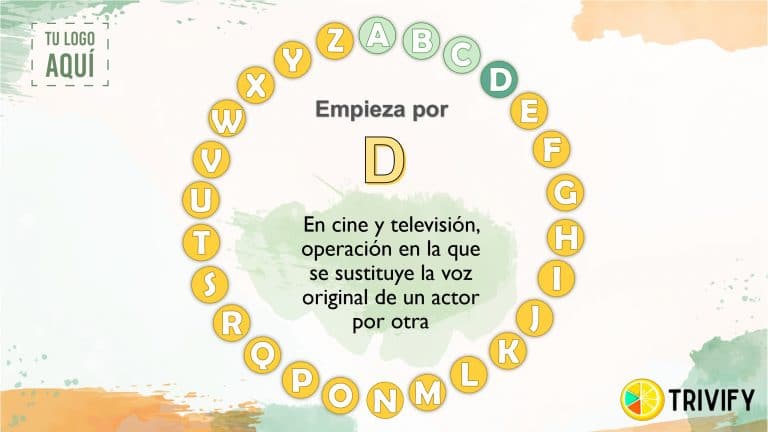 TU LOGO
AQUÍ
A
B
C
D
E
F
G
H
I
J
K
L
M
N
O
P
Q
R
S
T
U
V
W
X
Y
Z
Empieza por
D
En cine y televisión,
operación en la que
se sustituye la voz
original de un actor
por otra
TRIVIFY